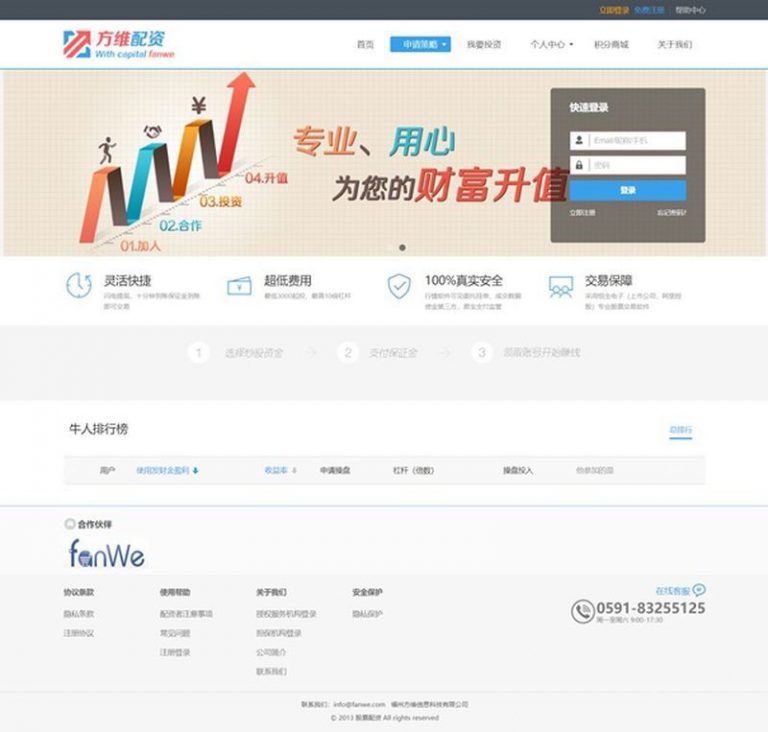 立即登录 免费注册 帮助中心
方维配资
With capital fanwe
首页 申请策略 我要投资 个人中心 积分商城 关于我们
专业、用心
为您的财富升值
¥
04.升值
03.投资
02.合作
01.加入
快速登录
Email/昵称/手机
密码
登录
立即注册 忘记密码?
灵活快捷
闪电提现，十分钟到账保证金到账
即可交易
超低费用
最低3000起投，最高10倍杠杆
100%真实安全
行情软件可见委托挂单、成交数据
资金第三方，易宝支付监管
交易保障
采用恒生电子（上市公司，阿里控
股）专业股票交易软件
1 选择炒投资金
2 支付保证金
3 领取账号开始赚钱
牛人排行榜
总排行
用户 使用发财金盈利 收益率 申请操盘 杠杆（倍数） 操盘投入 他参加的是
合作伙伴
fanWe
协议条款 使用帮助 关于我们 安全保护
隐私条款 配资者注意事项 授权服务机构登录 隐私保护
注册协议 常见问题 担保机构登录
注册登录 公司简介
联系我们
在线客服
0591-83255125
周一至周六 9:00-17:30
联系我们：info@fanwe.com 福州方维信息科技有限公司
© 2013 股票配资 All rights reserved